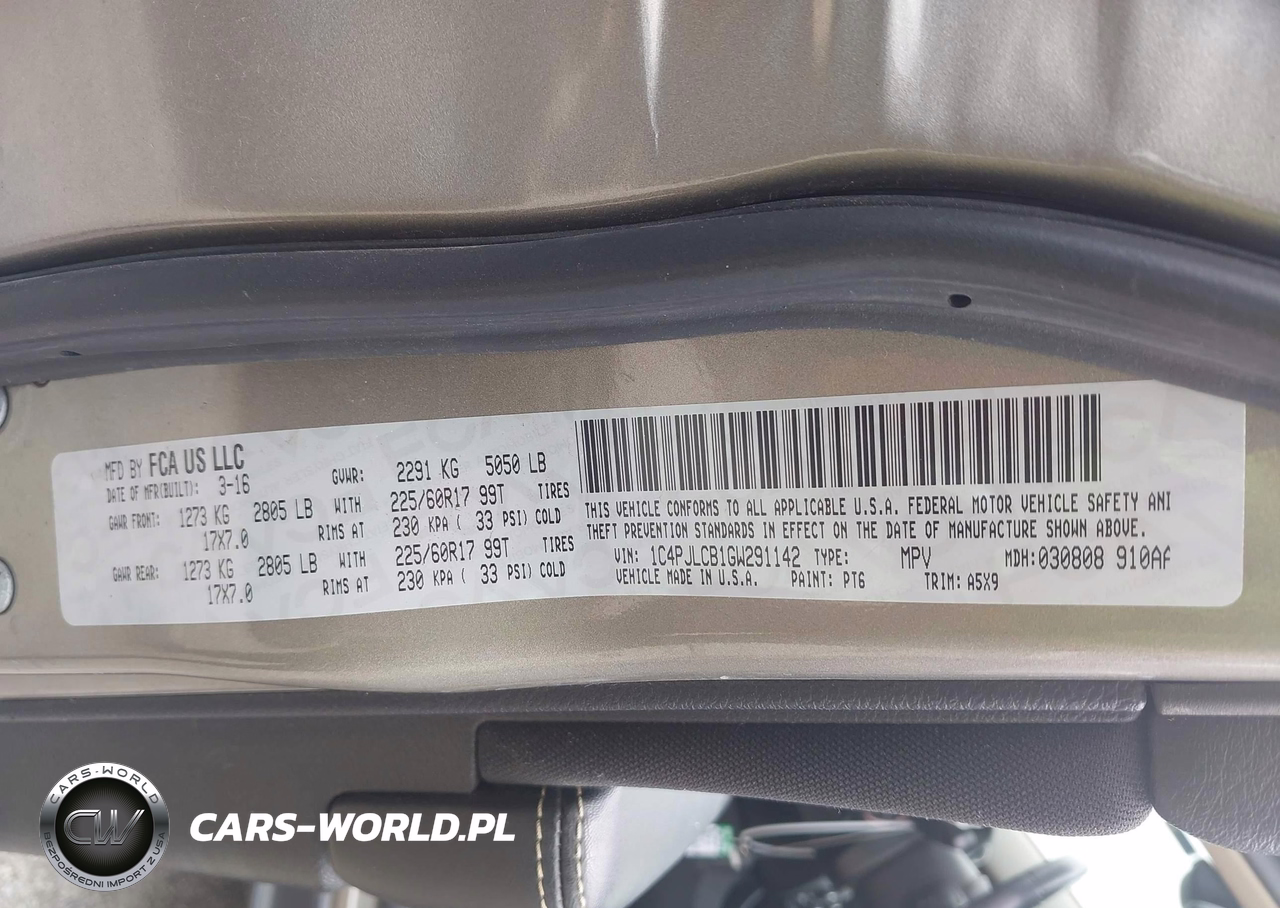 MFD BY FCA US LLC
DATE OF MFR(BUILT): 3-16
GVWR: 2291 KG 5050 LB
GAWR FRONT: 1273 KG 2805 LB WITH 225/60R17 99T TIRES
17X7.0 RIMS AT 230 KPA ( 33 PSI) COLD
GAWR REAR: 1273 KG 2805 LB WITH 225/60R17 99T TIRES
17X7.0 RIMS AT 230 KPA ( 33 PSI) COLD
THIS VEHICLE CONFORMS TO ALL APPLICABLE U.S.A. FEDERAL MOTOR VEHICLE SAFETY AND
THEFT PREVENTION STANDARDS IN EFFECT ON THE DATE OF MANUFACTURE SHOWN ABOVE.
VIN: 1C4PJLCB1GW291142 TYPE: MPV MDH:030808 910AF
VEHICLE MADE IN U.S.A. PAINT: PT6 TRIM: A5X9
CARS-WORLD
CW
BEZPOŚREDNI IMPORT Z USA
CARS-WORLD.PL